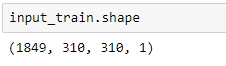 input_train.shape
(1849, 310, 310, 1)